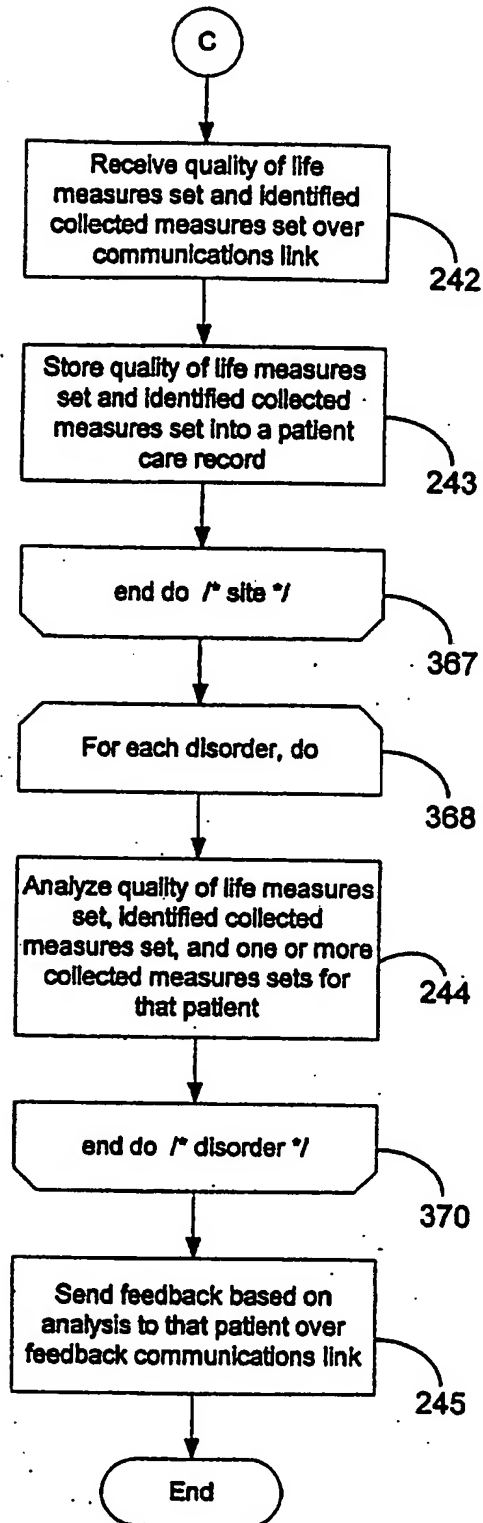 C
Receive quality of life
measures set and identified
collected measures set over
communications link
242
Store quality of life measures
set and identified collected
measures set into a patient
care record
243
end do /* site */
367
For each disorder, do
368
Analyze quality of life measures
set, identified collected
measures set, and one or more
collected measures sets for
that patient
244
end do /* disorder */
370
Send feedback based on
analysis to that patient over
feedback communications link
245
End